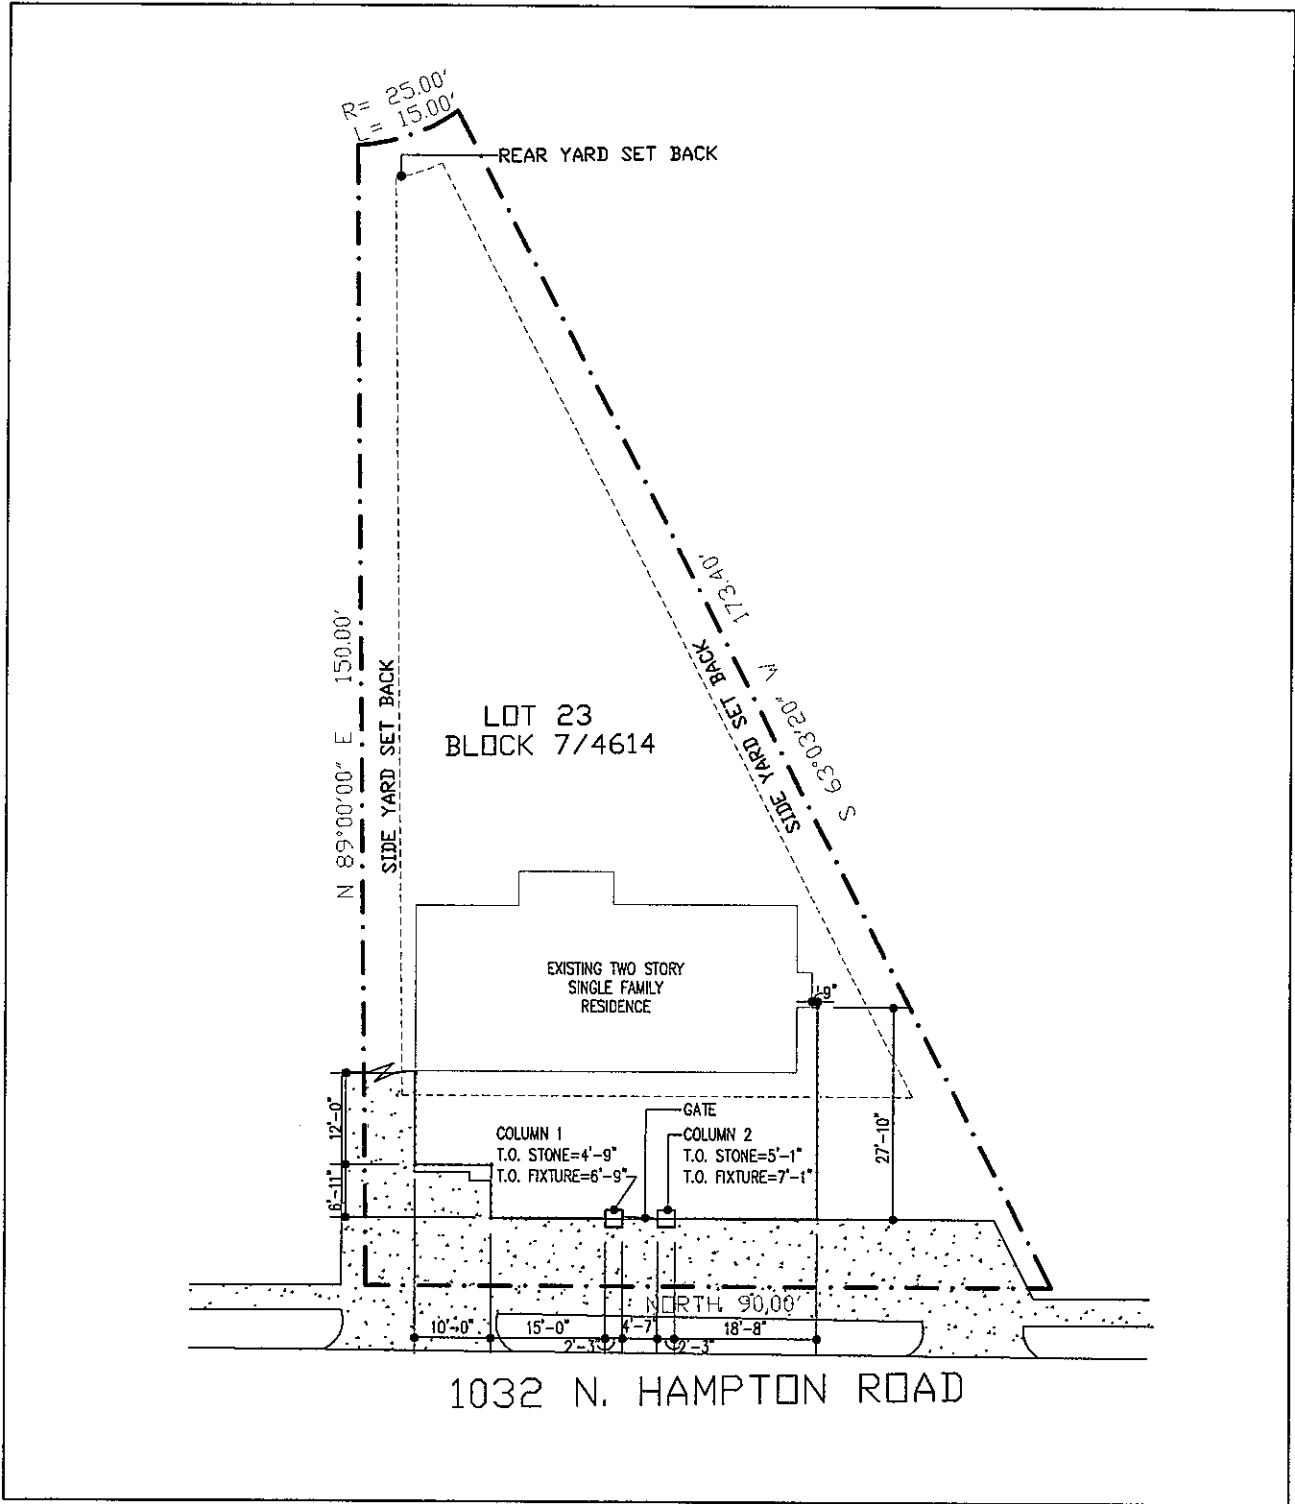 R= 25.00'
L= 15.00'
REAR YARD SET BACK
N 89°00'00" E 150.00'
SIDE YARD SET BACK
173.40'
S 63°03'20" W
SIDE YARD SET BACK
LOT 23
BLOCK 7/4614
EXISTING TWO STORY
SINGLE FAMILY
RESIDENCE
9"
12'-0"
6'-11"
27'-10"
GATE
COLUMN 1
T.O. STONE=4'-9"
T.O. FIXTURE=6'-9"
COLUMN 2
T.O. STONE=5'-1"
T.O. FIXTURE=7'-1"
NORTH 90.00'
10'-0"
15'-0"
2'-3"
4'-7"
2'-3"
18'-8"
1032 N. HAMPTON ROAD